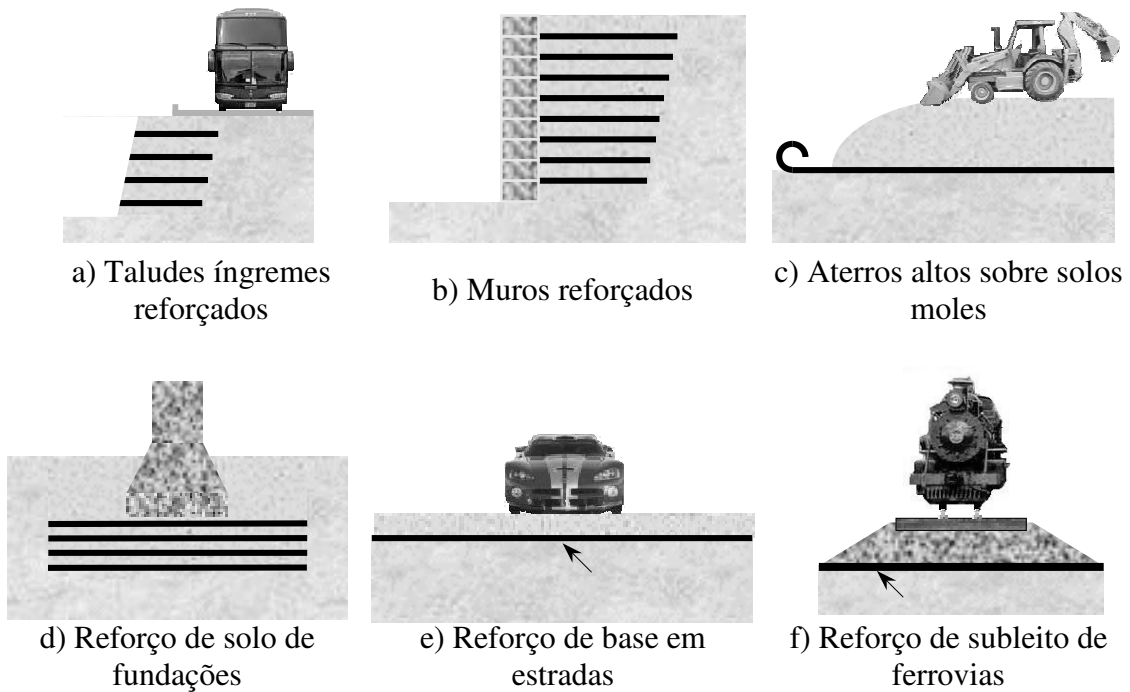 a) Taludes íngremes
reforçados
b) Muros reforçados
c) Aterros altos sobre solos
moles
d) Reforço de solo de
fundações
e) Reforço de base em
estradas
f) Reforço de subleito de
ferrovias